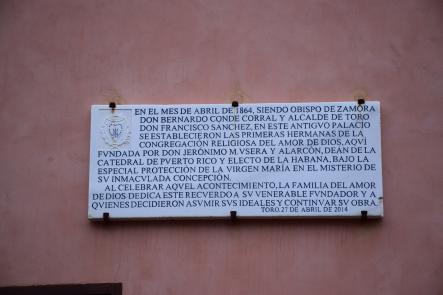 EN EL MES DE ABRIL DE 1864, SIENDO OBISPO DE ZAMORA
DON BERNARDO CONDE CORRAL Y ALCALDE DE TORO
DON FRANCISCO SANCHEZ, EN ESTE ANTIGVO PALACIO
SE ESTABLECIERON LAS PRIMERAS HERMANAS DE LA
CONGREGACIÓN RELIGIOSA DEL AMOR DE DIOS, AQVI
FVNDADA POR DON JERÓNIMO M. VSERA Y ALARCÓN, DEAN DE LA
CATEDRAL DE PVERTO RICO Y ELECTO DE LA HABANA, BAJO LA
ESPECIAL PROTECCIÓN DE LA VIRGEN MARÍA EN EL MISTERIO DE
SV INMACVLADA CONCEPCIÓN.
AL CELEBRAR AQVEL ACONTECIMIENTO, LA FAMILIA DEL AMOR
DE DIOS DEDICA ESTE RECVERDO A SV VENERABLE FVNDADOR Y A
QVIENES DECIDIERON ASVMIR SVS IDEALES Y CONTINVAR SV OBRA.
TORO, 27 DE ABRIL DE 2014